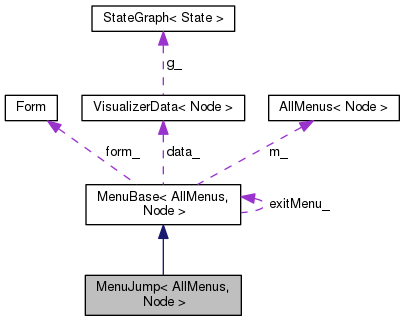 StateGraph< State >
g_
Form
VisualizerData< Node >
AllMenus< Node >
form_
data_
m_
MenuBase< AllMenus,
Node >
exitMenu_
MenuJump< AllMenus,
Node >